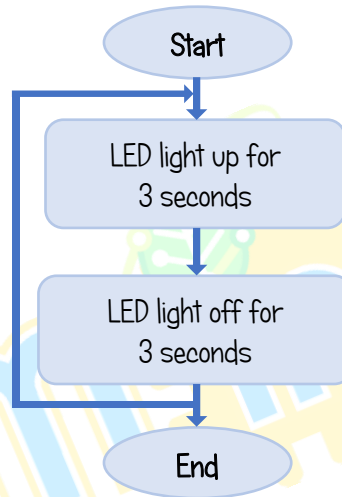 Start
LED light up for
3 seconds
LED light off for
3 seconds
End